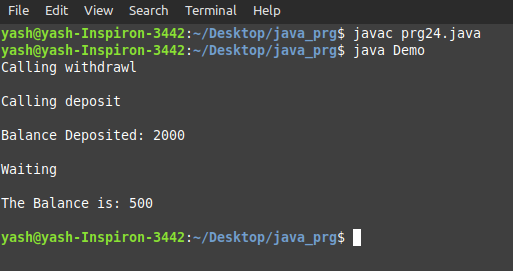 File Edit View Search Terminal Help
yash@yash-Inspiron-3442:~/Desktop/java_prg$ javac prg24.java
yash@yash-Inspiron-3442:~/Desktop/java_prg$ java Demo
Calling withdrawl
Calling deposit
Balance Deposited: 2000
Waiting
The Balance is: 500
yash@yash-Inspiron-3442:~/Desktop/java_prg$